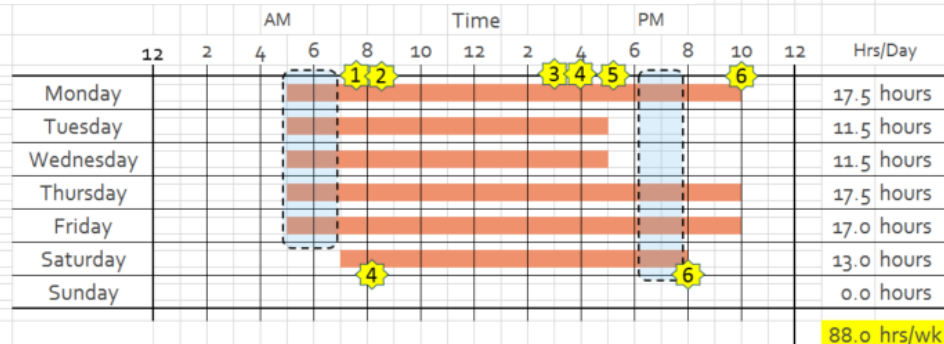 AM Time PM
12 2 4 6 8 10 12 2 4 6 8 10 12 Hrs/Day
1 2 3 4 5 6
Monday 17.5 hours
Tuesday 11.5 hours
Wednesday 11.5 hours
Thursday 17.5 hours
Friday 17.0 hours
Saturday 13.0 hours
4 6
Sunday 0.0 hours
88.0 hrs/wk